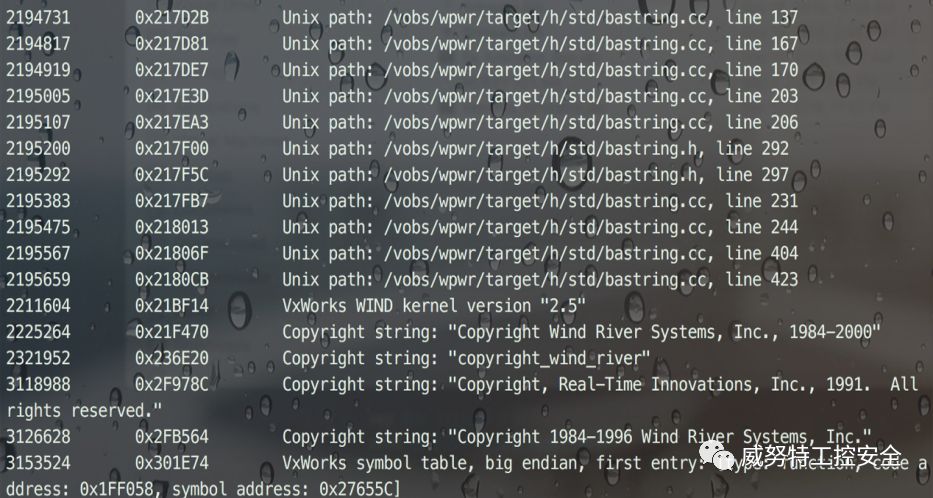 2194731 0x217D2B Unix path: /vobs/wpwr/target/h/std/bastring.cc, line 137
2194817 0x217D81 Unix path: /vobs/wpwr/target/h/std/bastring.cc, line 167
2194919 0x217DE7 Unix path: /vobs/wpwr/target/h/std/bastring.cc, line 170
2195005 0x217E3D Unix path: /vobs/wpwr/target/h/std/bastring.cc, line 203
2195107 0x217EA3 Unix path: /vobs/wpwr/target/h/std/bastring.cc, line 206
2195200 0x217F00 Unix path: /vobs/wpwr/target/h/std/bastring.h, line 292
2195292 0x217F5C Unix path: /vobs/wpwr/target/h/std/bastring.h, line 297
2195383 0x217FB7 Unix path: /vobs/wpwr/target/h/std/bastring.cc, line 231
2195475 0x218013 Unix path: /vobs/wpwr/target/h/std/bastring.cc, line 244
2195567 0x21806F Unix path: /vobs/wpwr/target/h/std/bastring.cc, line 404
2195659 0x2180CB Unix path: /vobs/wpwr/target/h/std/bastring.cc, line 423
2211604 0x21BF14 VxWorks WIND kernel version "2.5"
2225264 0x21F470 Copyright string: "Copyright Wind River Systems, Inc., 1984-2000"
2321952 0x236E20 Copyright string: "copyright_wind_river"
3118988 0x2F978C Copyright string: "Copyright, Real-Time Innovations, Inc., 1991. All
rights reserved."
3126628 0x2FB564 Copyright string: "Copyright 1984-1996 Wind River Systems, Inc."
3153524 0x301E74 VxWorks symbol table, big endian, first entry: function, code a
ddress: 0x1FF058, symbol address: 0x27655C]
威努特工控安全